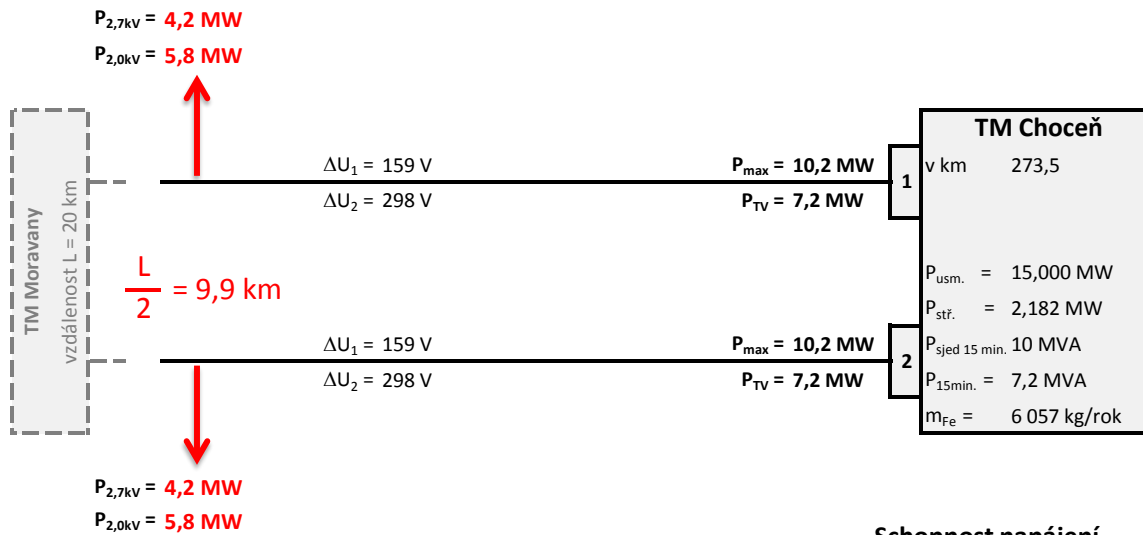 P2,7kV = 4,2 MW
P2,0kV = 5,8 MW
TM Moravany
vzdálenost L = 20 km
ΔU1 = 159 V
Pmax = 10,2 MW
ΔU2 = 298 V
PTV = 7,2 MW
1
L
2
= 9,9 km
ΔU1 = 159 V
Pmax = 10,2 MW
ΔU2 = 298 V
PTV = 7,2 MW
2
P2,7kV = 4,2 MW
P2,0kV = 5,8 MW
TM Choceň
v km 273,5
Pusm. = 15,000 MW
Pstř. = 2,182 MW
Psjed 15 min. 10 MVA
P15min. = 7,2 MVA
mFe = 6 057 kg/rok